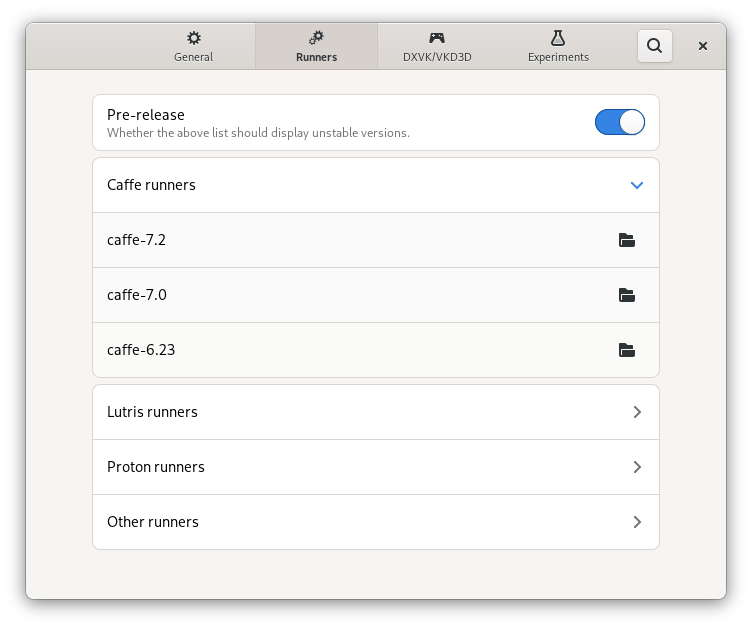 General
Runners
DXVK/VKD3D
Experiments
Pre-release
Whether the above list should display unstable versions.
Caffe runners
caffe-7.2
caffe-7.0
caffe-6.23
Lutris runners
Proton runners
Other runners